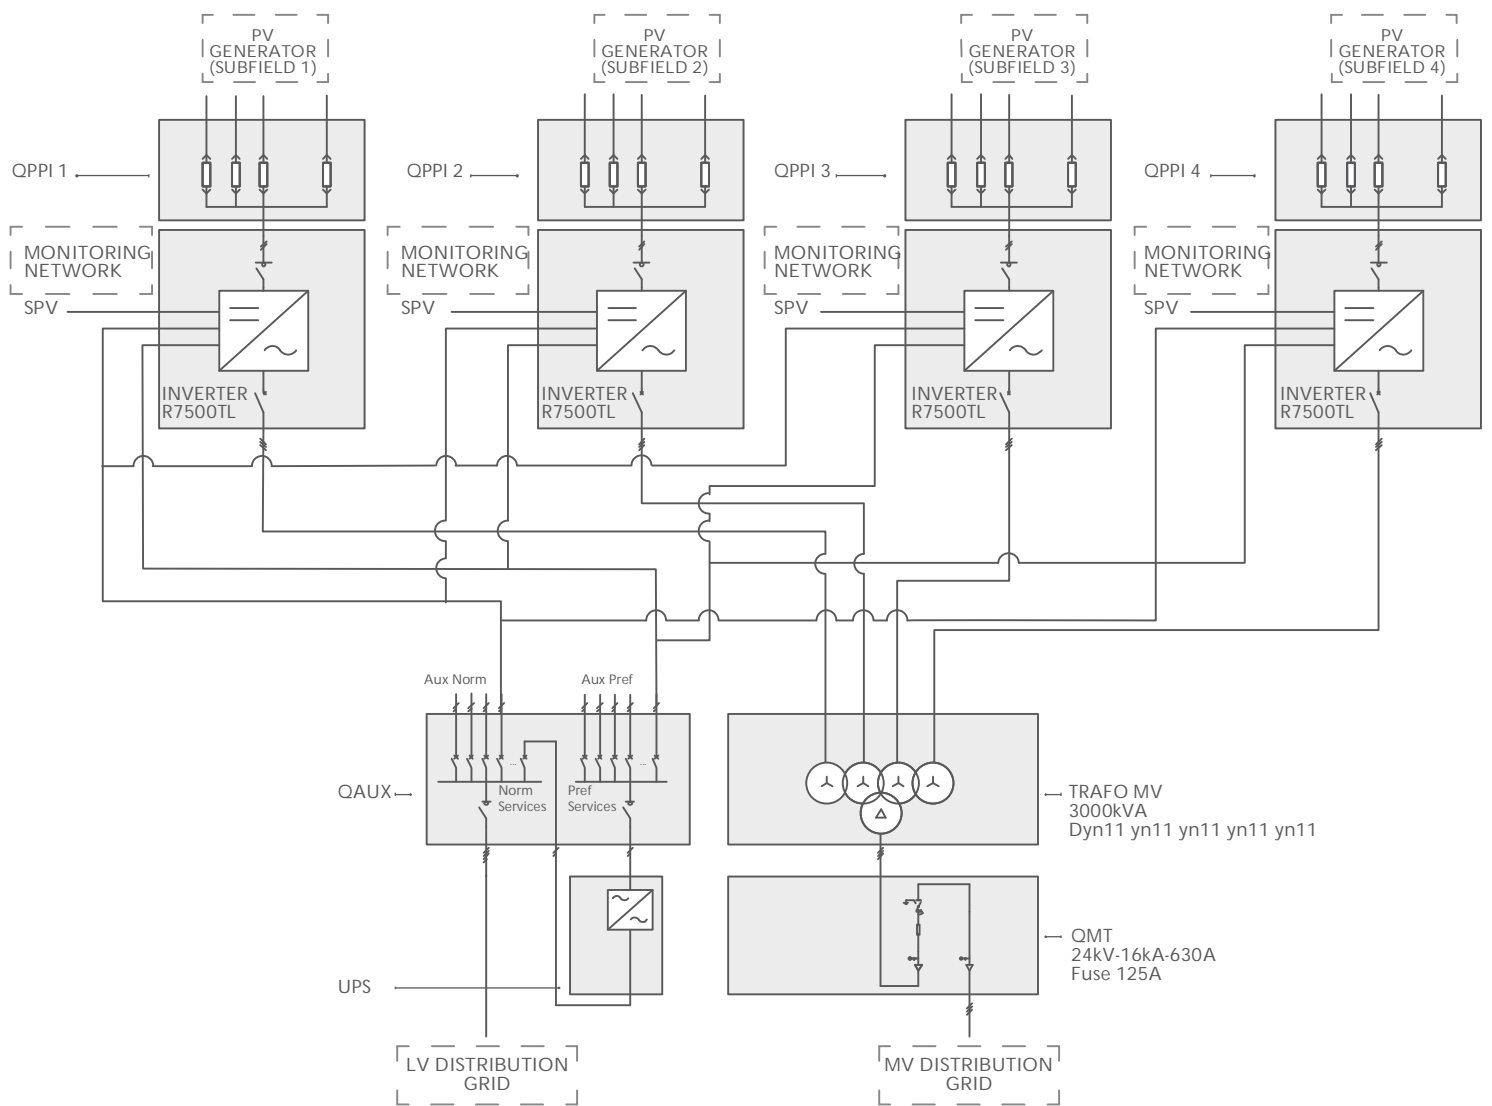 PV
GENERATOR
(SUBFIELD 1)
PV
GENERATOR
(SUBFIELD 2)
PV
GENERATOR
(SUBFIELD 3)
PV
GENERATOR
(SUBFIELD 4)
QPPI 1
QPPI 2
QPPI 3
QPPI 4
MONITORING
NETWORK
MONITORING
NETWORK
MONITORING
NETWORK
MONITORING
NETWORK
SPV
SPV
SPV
SPV
INVERTER
R7500TL
INVERTER
R7500TL
INVERTER
R7500TL
INVERTER
R7500TL
Aux Norm
Aux Pref
...
...
QAUX
Norm
Services
Pref
Services
TRAFO MV
3000kVA
Dyn11 yn11 yn11 yn11 yn11
QMT
24kV-16kA-630A
Fuse 125A
UPS
LV DISTRIBUTION
GRID
MV DISTRIBUTION
GRID